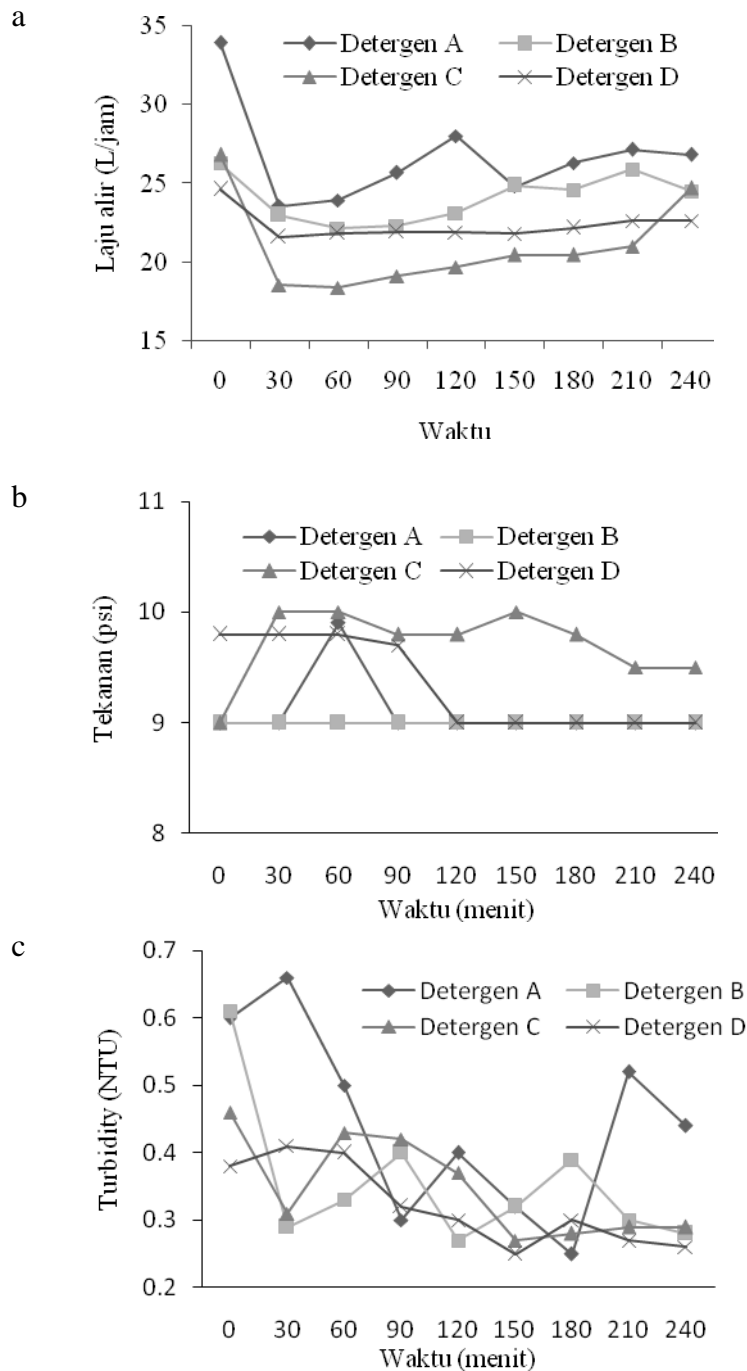 a
Laju alir (L/jam)
35
30
25
20
15
Detergen A Detergen B
Detergen C Detergen D
0 30 60 90 120 150 180 210 240
Waktu
b
Tekanan (psi)
11
10
9
8
Detergen A Detergen B
Detergen C Detergen D
0 30 60 90 120 150 180 210 240
Waktu (menit)
c
Turbidity (NTU)
0.7
0.6
0.5
0.4
0.3
0.2
Detergen A Detergen B
Detergen C Detergen D
0 30 60 90 120 150 180 210 240
Waktu (menit)